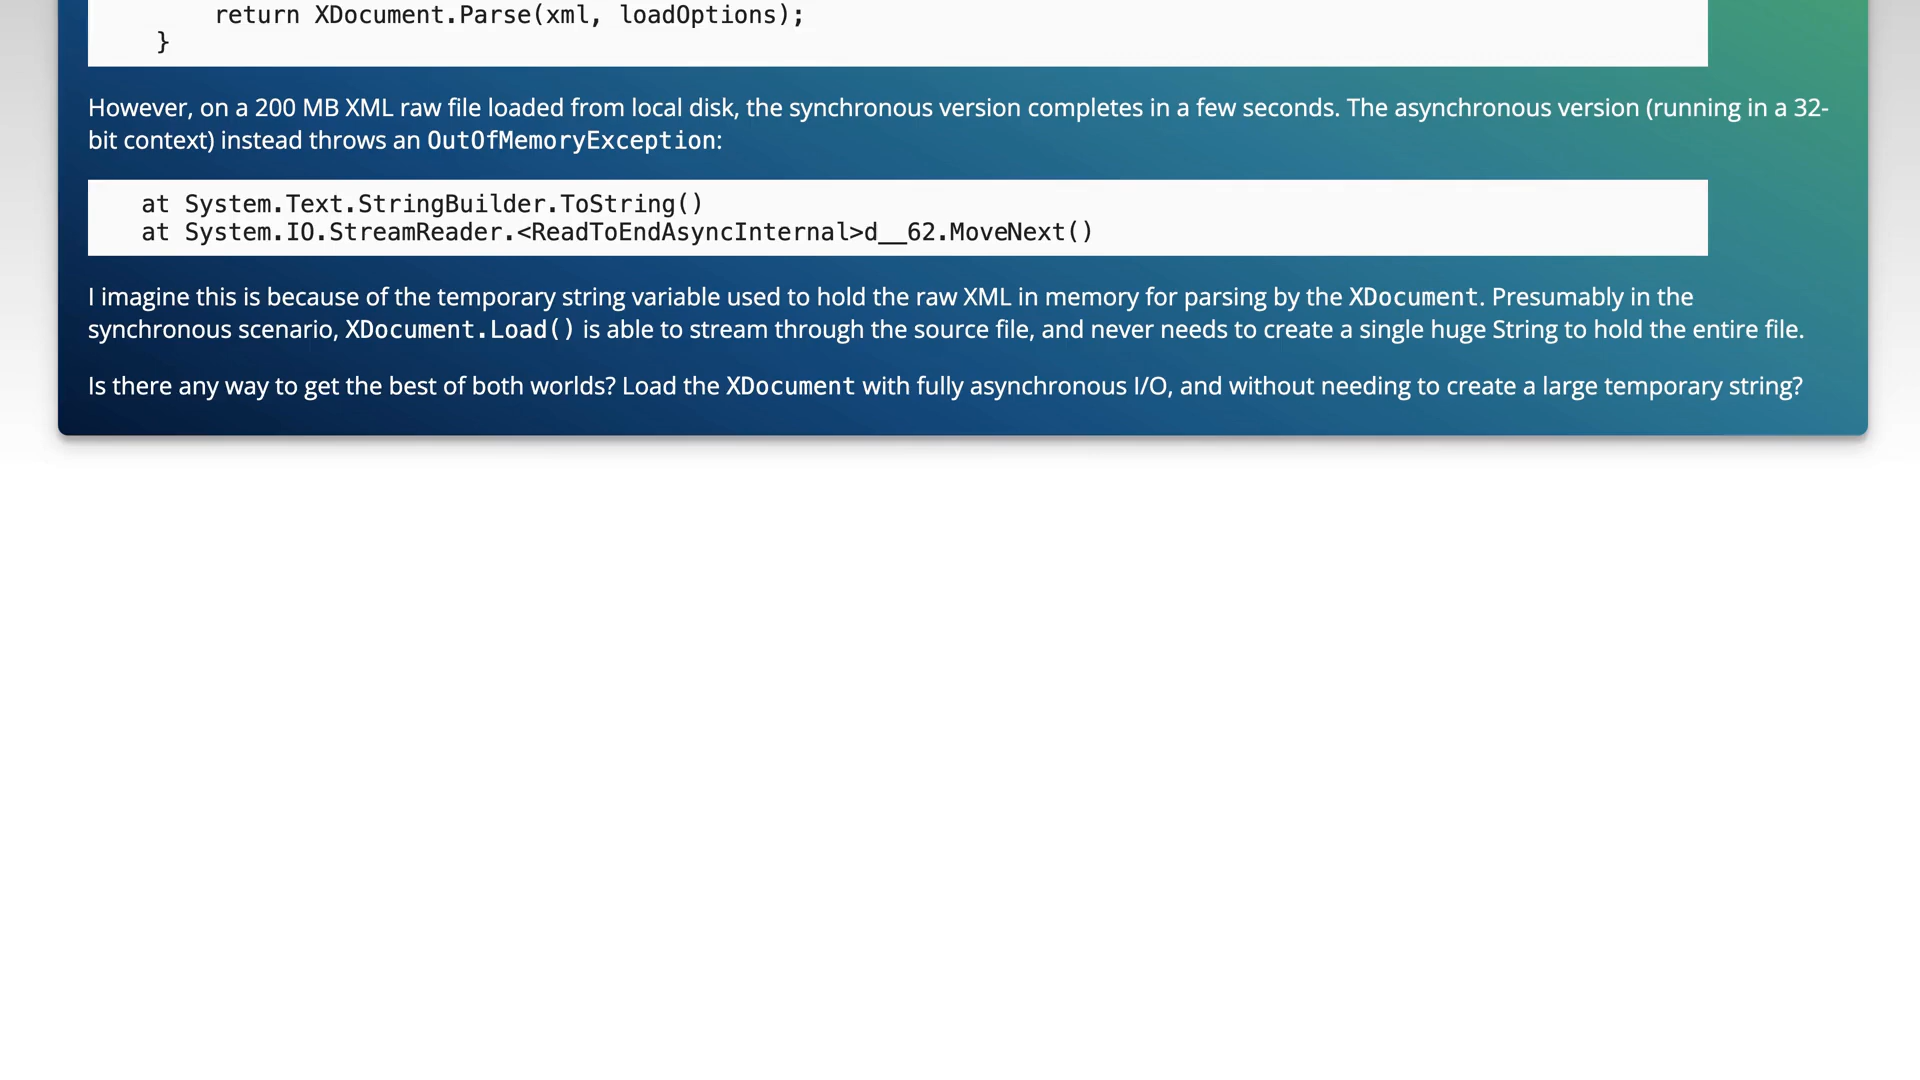 return XDocument.Parse(xml, loadOptions);
}
However, on a 200 MB XML raw file loaded from local disk, the synchronous version completes in a few seconds. The asynchronous version (running in a 32-
bit context) instead throws an OutOfMemoryException:
at System.Text.StringBuilder.ToString()
at System.IO.StreamReader.<ReadToEndAsyncInternal>d__62.MoveNext()
I imagine this is because of the temporary string variable used to hold the raw XML in memory for parsing by the XDocument. Presumably in the
synchronous scenario, XDocument.Load() is able to stream through the source file, and never needs to create a single huge String to hold the entire file.
Is there any way to get the best of both worlds? Load the XDocument with fully asynchronous I/O, and without needing to create a large temporary string?